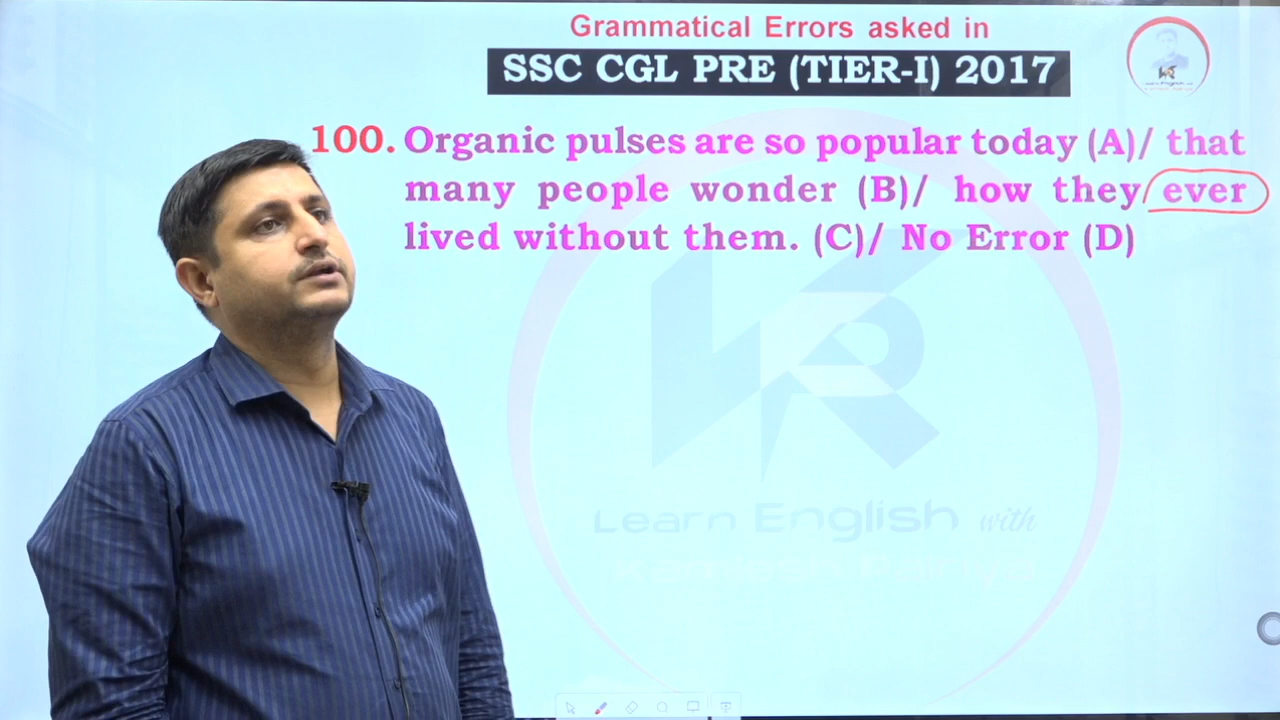 Grammatical Errors asked in
SSC CGL PRE (TIER-I) 2017
100. Organic pulses are so popular today (A)/ that
many people wonder (B)/ how they ever
lived without them. (C)/ No Error (D)
Learn English with